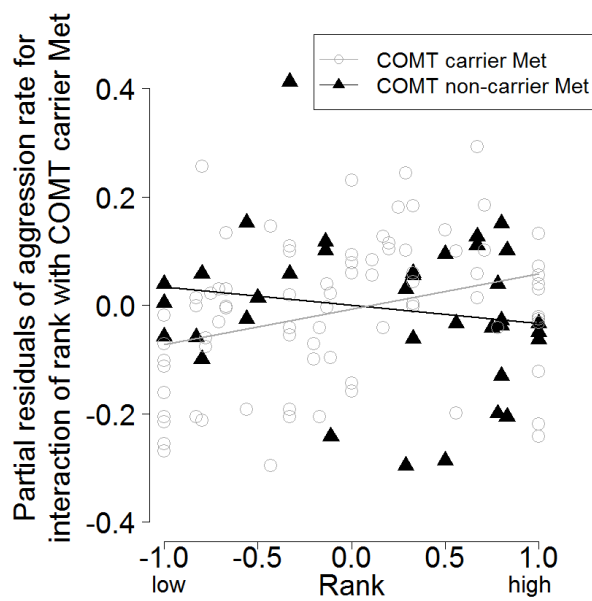 Partial residuals of aggression rate for
interaction of rank with COMT carrier Met
COMT carrier Met
COMT non-carrier Met
0.4
0.2
0.0
-0.2
-0.4
-1.0 -0.5 0.0 0.5 1.0
low Rank high